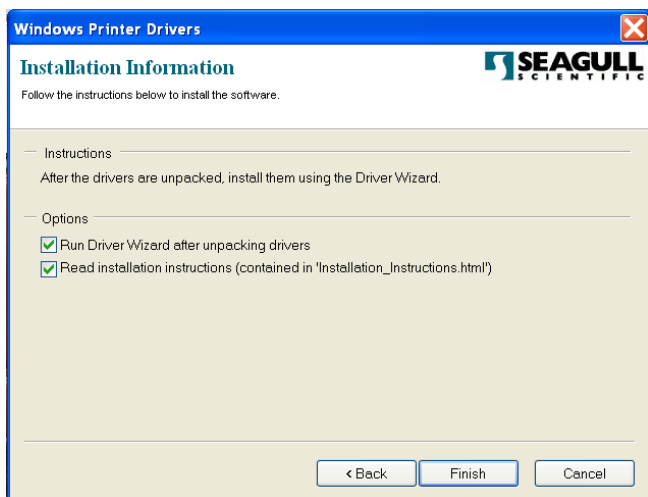 Windows Printer Drivers
Installation Information
SEAGULL
SCIENTIFIC
Follow the instructions below to install the software.
Instructions
After the drivers are unpacked, install them using the Driver Wizard.
Options
Run Driver Wizard after unpacking drivers
Read installation instructions (contained in 'Installation_Instructions.html')
< Back Finish Cancel